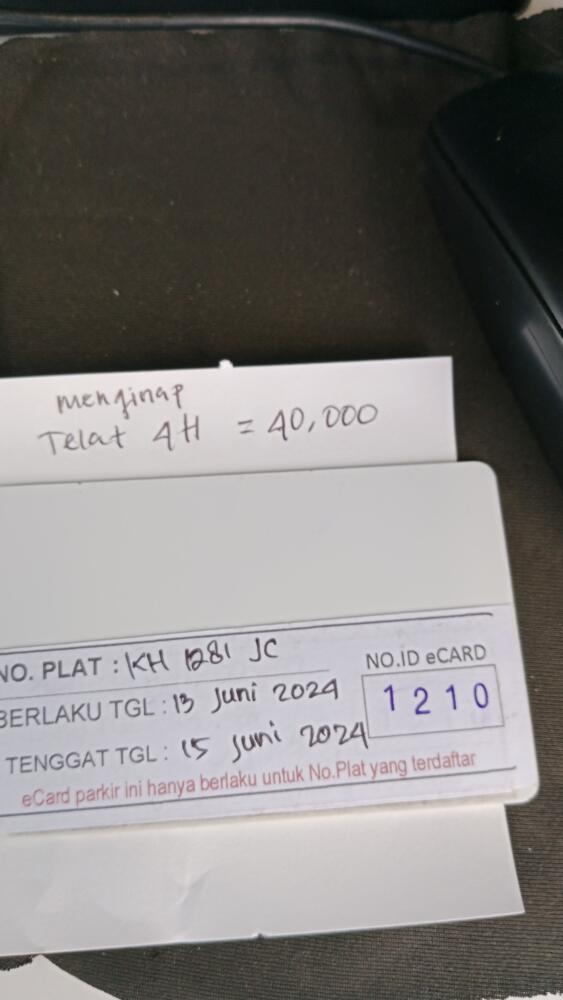 menginap
Telat 4H = 40,000
NO. PLAT : KH 1281 JC
BERLAKU TGL : 13 Juni 2024
TENGGAT TGL : 15 Juni 2024
NO.ID eCARD
1210
eCard parkir ini hanya berlaku untuk No.Plat yang terdaftar